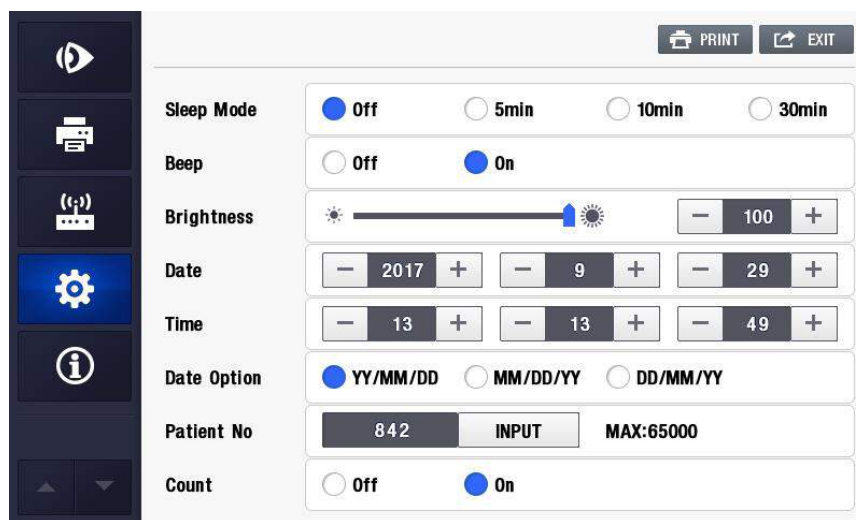 PRINT EXIT
Sleep Mode Off 5min 10min 30min
Beep Off On
Brightness − 100 +
Date − 2017 + − 9 + − 29 +
Time − 13 + − 13 + − 49 +
Date Option YY/MM/DD MM/DD/YY DD/MM/YY
Patient No 842 INPUT MAX:65000
Count Off On